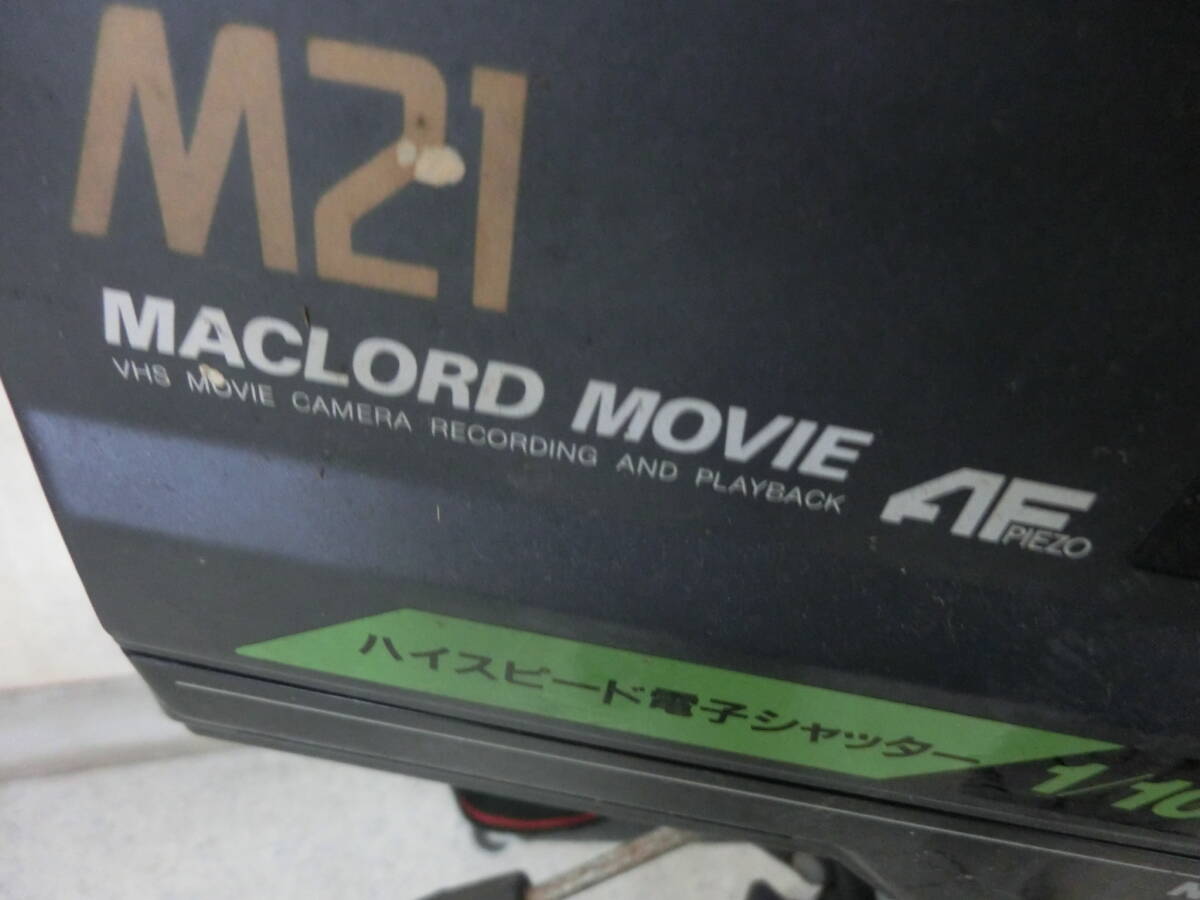 M21
MACLORD MOVIE
VHS MOVIE CAMERA RECORDING AND PLAYBACK
AF
PIEZO
ハイスピード電子シャッター